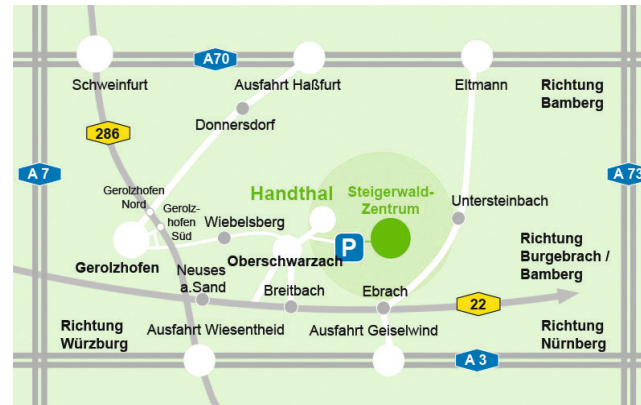 A70
Schweinfurt
Ausfahrt Haßfurt
Eltmann
Richtung
Bamberg
Donnersdorf
286
A 7
A 73
Gerolzhofen
Nord
Gerolz-
hofen
Süd
Handthal
Steigerwald-
Zentrum
Wiebelsberg
Untersteinbach
P
Gerolzhofen
Oberschwarzach
Richtung
Burgebrach /
Bamberg
Neuses
a.Sand
Breitbach
Ebrach
22
Richtung
Würzburg
Ausfahrt Wiesentheid
Ausfahrt Geiselwind
Richtung
Nürnberg
A 3